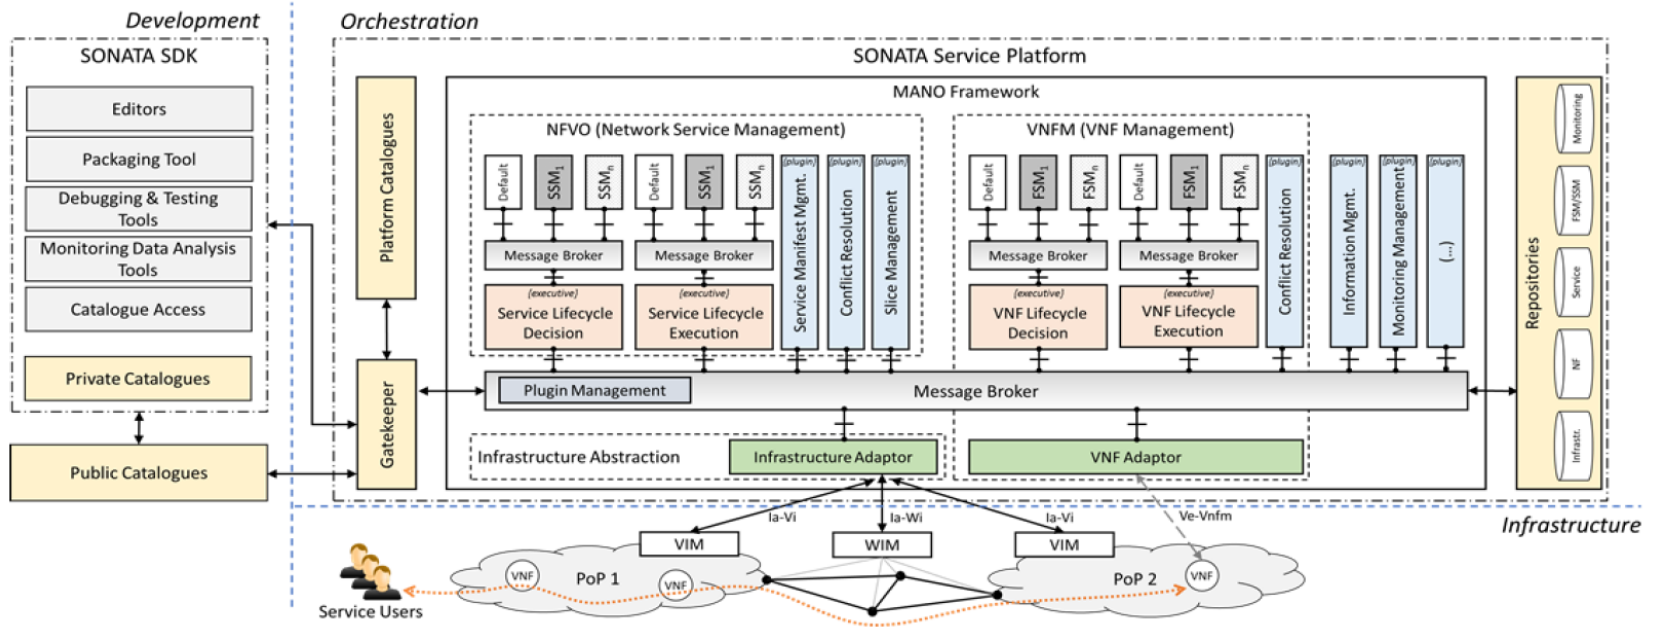 Development
Orchestration
SONATA SDK
Editors
Packaging Tool
Debugging & Testing
Tools
Monitoring Data Analysis
Tools
Catalogue Access
Private Catalogues
Public Catalogues
SONATA Service Platform
Platform Catalogues
Gatekeeper
MANO Framework
NFVO (Network Service Management)
Default
SSM1
SSMn
Message Broker
(executive)
Service Lifecycle
Decision
Default
SSM1
SSMn
Message Broker
(executive)
Service Lifecycle
Execution
(plugin)
Service Manifest Mgmt.
(plugin)
Conflict Resolution
(plugin)
Slice Management
VNFM (VNF Management)
Default
FSM1
FSMn
Message Broker
(executive)
VNF Lifecycle
Decision
Default
FSM1
FSMn
Message Broker
(executive)
VNF Lifecycle
Execution
(plugin)
Conflict Resolution
(plugin)
Information Mgmt.
(plugin)
Monitoring Management
(plugin)
(...)
Plugin Management
Message Broker
Infrastructure Abstraction
Infrastructure Adaptor
VNF Adaptor
Repositories
Monitoring
FSM/SSM
Service
NF
Infrastr.
Ia-Vi
Ia-Wi
Ia-Vi
Ve-Vnfm
Infrastructure
VIM
WIM
VIM
VNF
PoP 1
VNF
PoP 2
VNF
Service Users